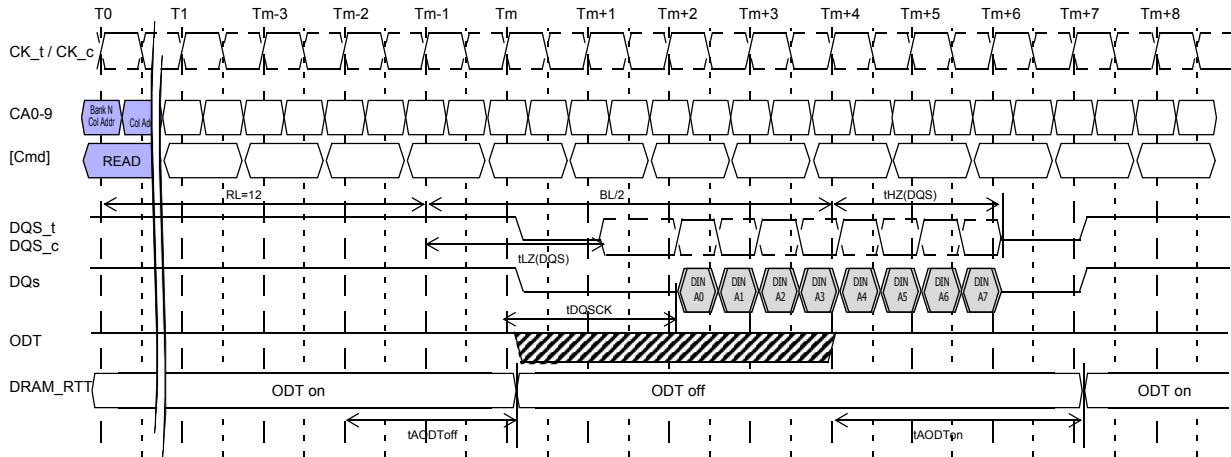 T0 T1 Tm-3 Tm-2 Tm-1 Tm Tm+1 Tm+2 Tm+3 Tm+4 Tm+5 Tm+6 Tm+7 Tm+8
CK_t / CK_c
CA0-9
Bank N
Col Addr
Col Ad
[Cmd]
READ
RL=12 BL/2 tHZ(DQS)
DQS_t
DQS_c
tLZ(DQS)
DQs
DIN DIN DIN DIN DIN DIN DIN DIN
A0 A1 A2 A3 A4 A5 A6 A7
tDQSCK
ODT
DRAM_RTT
ODT on ODT off ODT on
tAODToff tAODTon